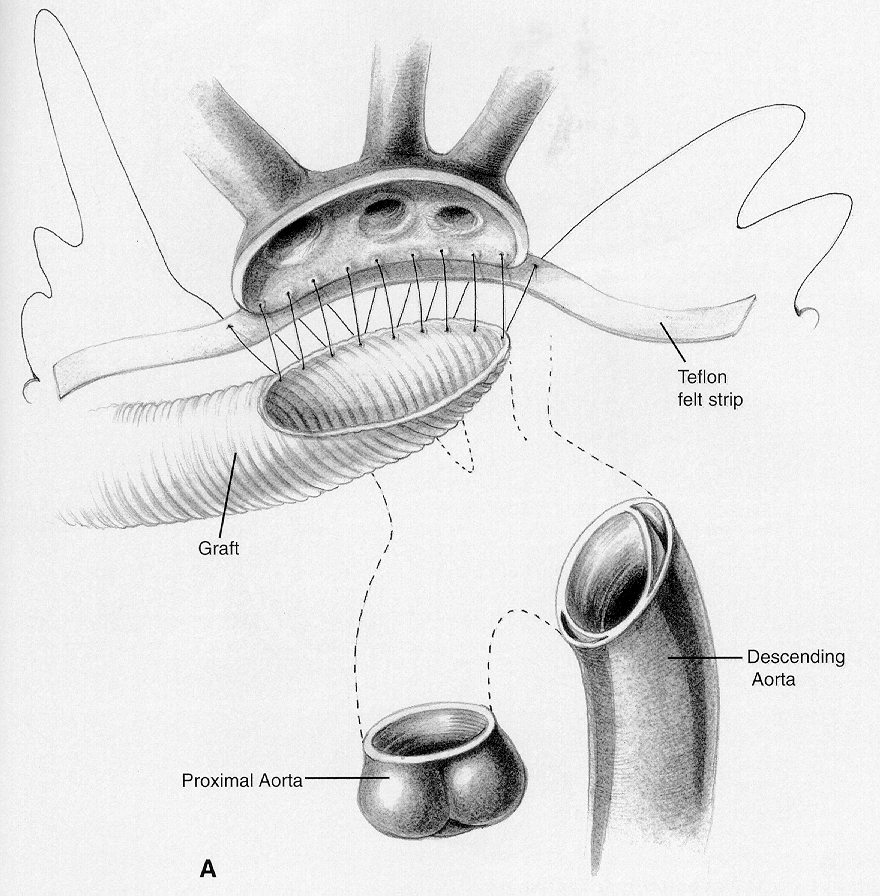 Teflon
felt strip
Graft
Descending
Aorta
Proximal Aorta
A